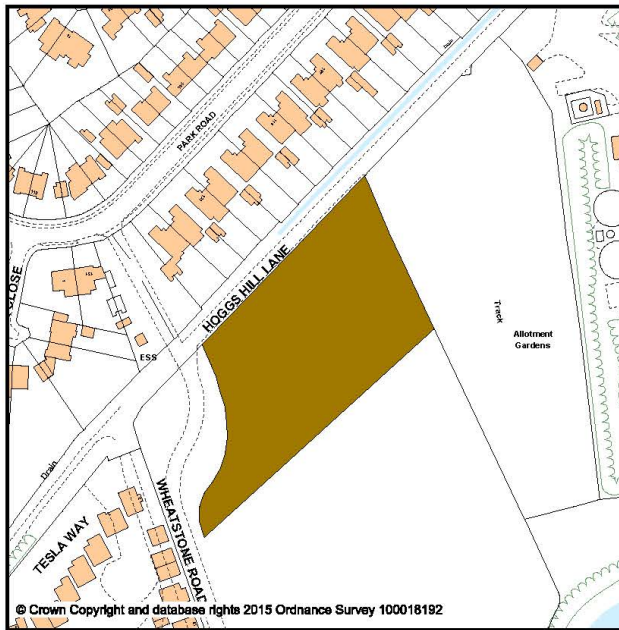 PARK ROAD
Drain
HOGGS HILL LANE
CLOSE
ESS
Track
Allotment
Gardens
Drain
WHEATSTONE ROAD
TESLA WAY
© Crown Copyright and database rights 2015 Ordnance Survey 100018192